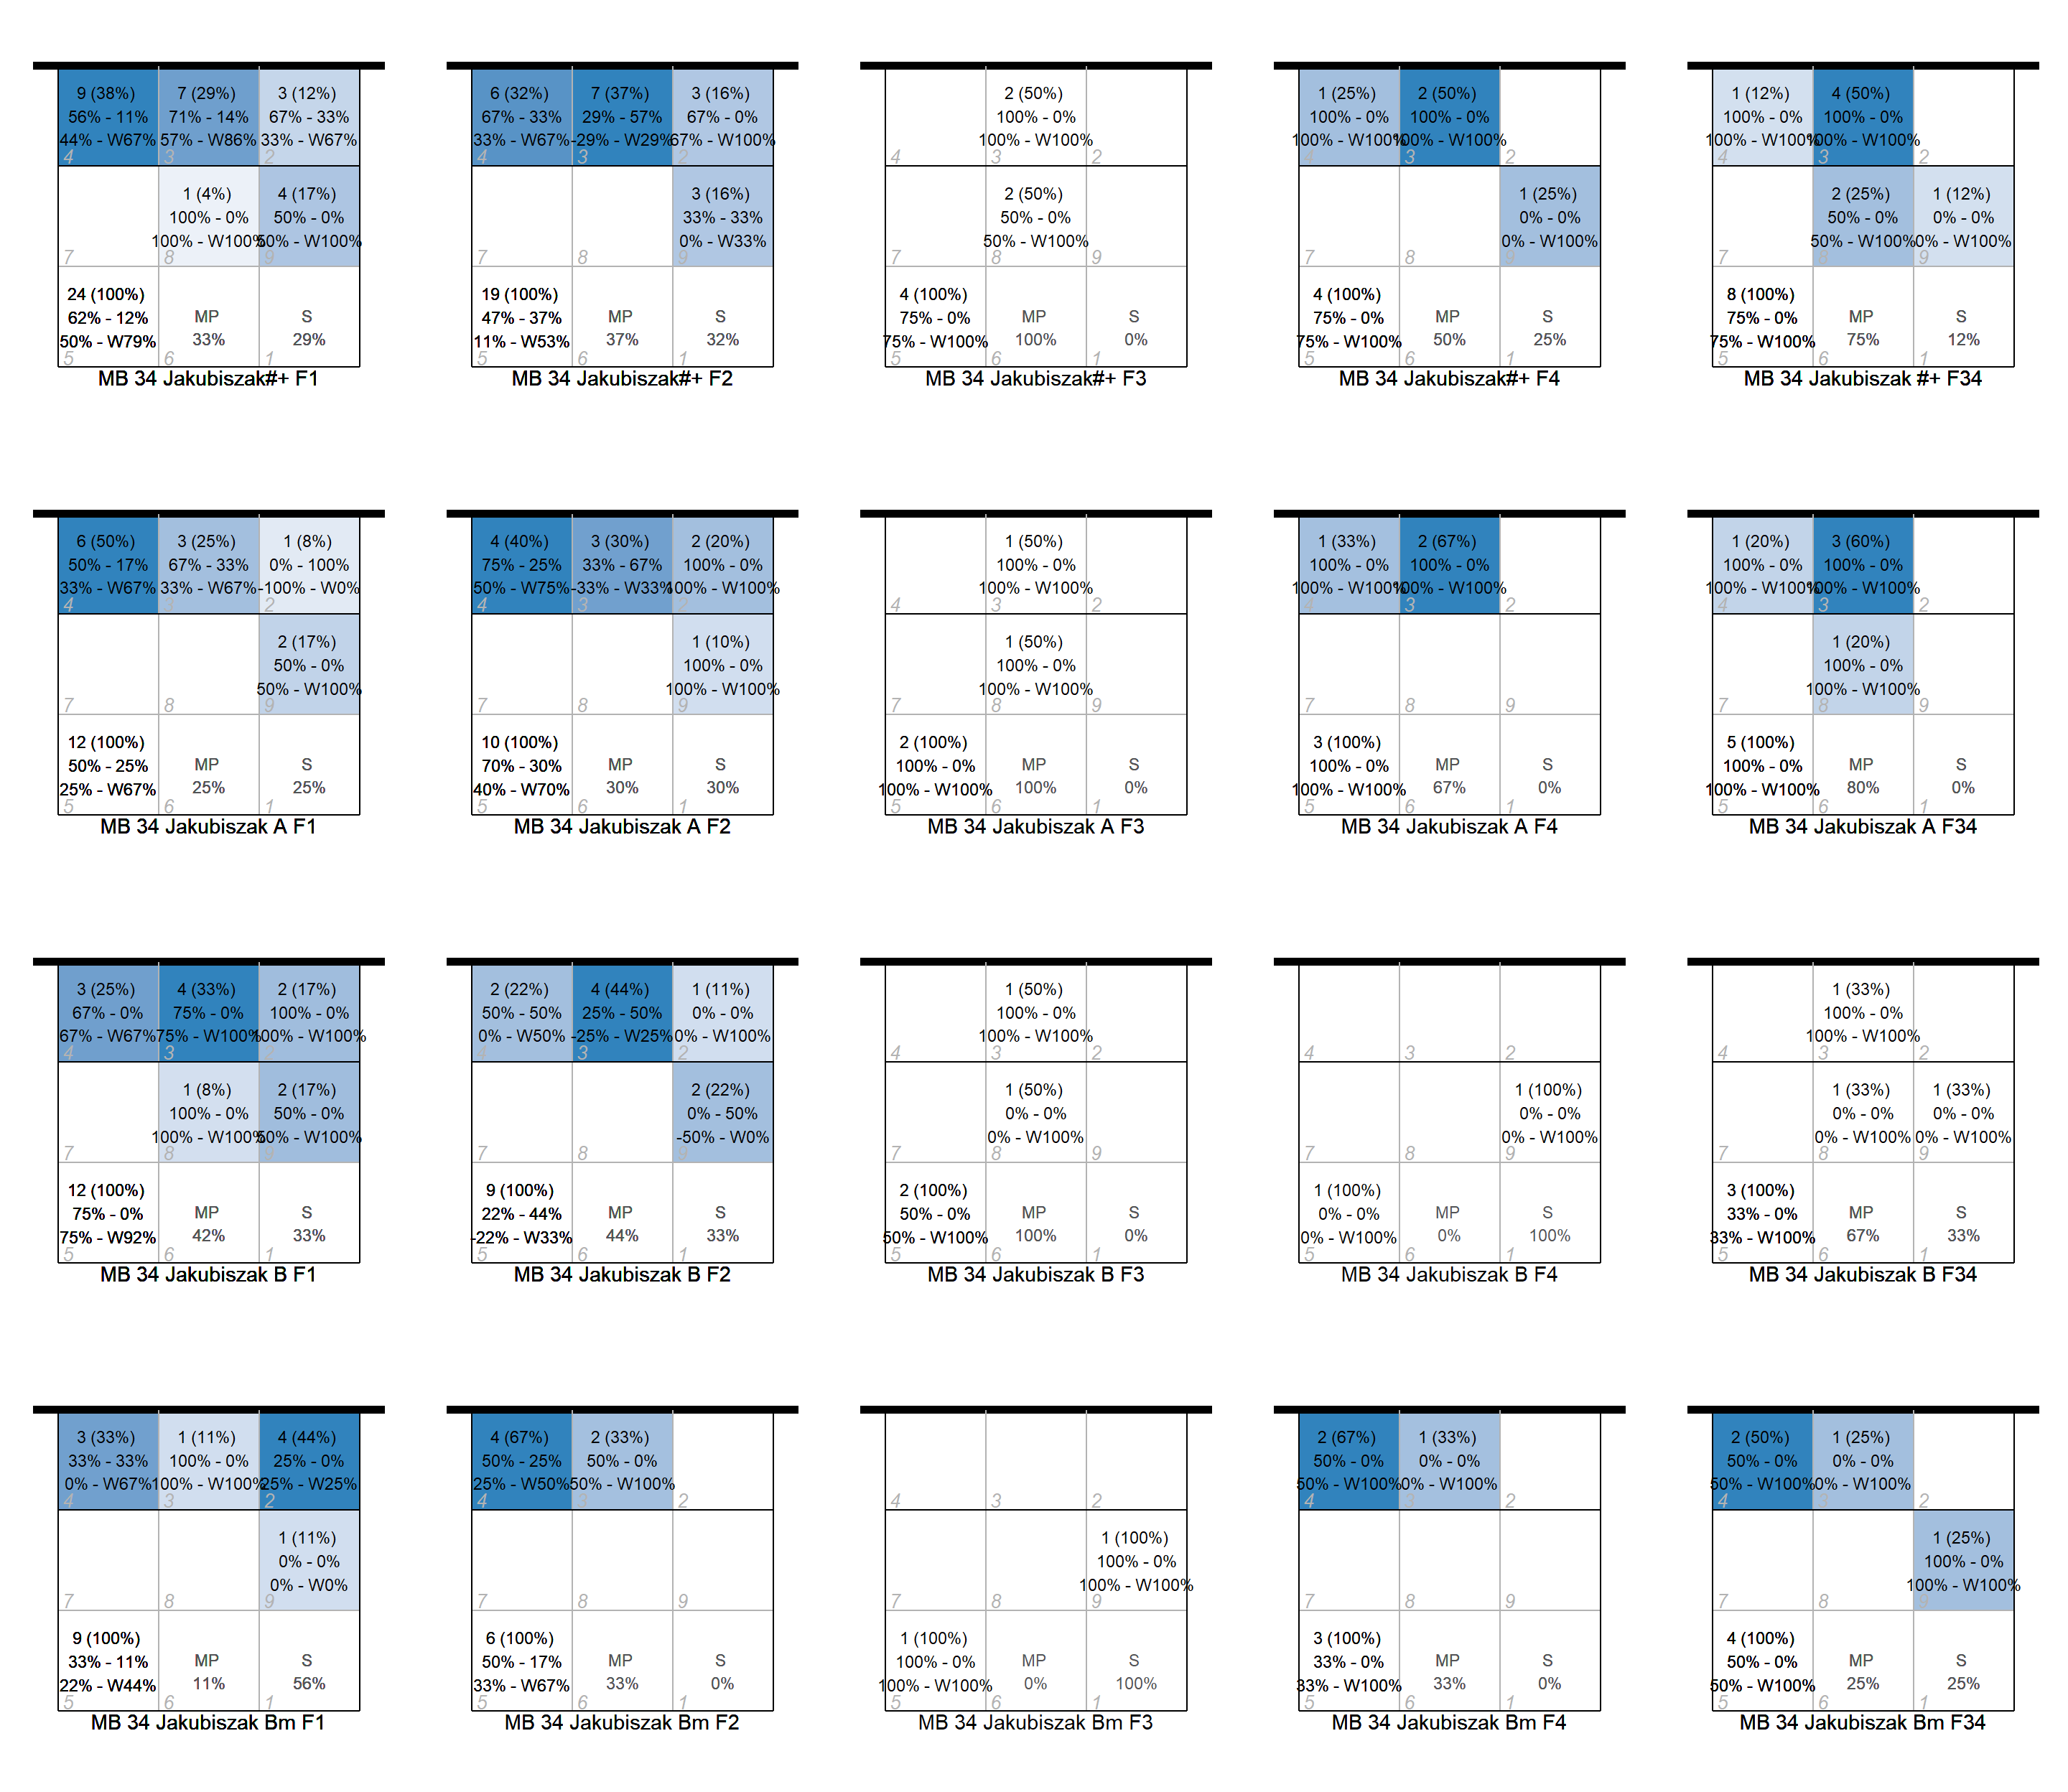 9 (38%) 7 (29%) 3 (12%)
56% - 11% 71% - 14% 67% - 33%
44% - W67% 57% - W86% 33% - W67%
4 3 2
1 (4%) 4 (17%)
100% - 0% 50% - 0%
100% - W100% 50% - W100%
7 8 9
24 (100%)
62% - 12% MP S
50% - W79% 33% 29%
5 6 1
MB 34 Jakubiszak#+ F1
6 (32%) 7 (37%) 3 (16%)
67% - 33% 29% - 57% 67% - 0%
33% - W67% -29% - W29% 67% - W100%
4 3 2
3 (16%)
33% - 33%
0% - W33%
7 8 9
19 (100%)
47% - 37% MP S
11% - W53% 37% 32%
5 6 1
MB 34 Jakubiszak#+ F2
2 (50%)
100% - 0%
100% - W100%
4 3 2
2 (50%)
50% - 0%
50% - W100%
7 8 9
4 (100%)
75% - 0% MP S
75% - W100% 100% 0%
5 6 1
MB 34 Jakubiszak#+ F3
1 (25%) 2 (50%)
100% - 0% 100% - 0%
100% - W100% 100% - W100%
4 3 2
1 (25%)
0% - 0%
0% - W100%
7 8 9
4 (100%)
75% - 0% MP S
75% - W100% 50% 25%
5 6 1
MB 34 Jakubiszak#+ F4
1 (12%) 4 (50%)
100% - 0% 100% - 0%
100% - W100% 100% - W100%
4 3 2
2 (25%) 1 (12%)
50% - 0% 0% - 0%
50% - W100% 0% - W100%
7 8 9
8 (100%)
75% - 0% MP S
75% - W100% 75% 12%
5 6 1
MB 34 Jakubiszak #+ F34
6 (50%) 3 (25%) 1 (8%)
50% - 17% 67% - 33% 0% - 100%
33% - W67% 33% - W67% -100% - W0%
4 3 2
2 (17%)
50% - 0%
50% - W100%
7 8 9
12 (100%)
50% - 25% MP S
25% - W67% 25% 25%
5 6 1
MB 34 Jakubiszak A F1
4 (40%) 3 (30%) 2 (20%)
75% - 25% 33% - 67% 100% - 0%
50% - W75% -33% - W33% 100% - W100%
4 3 2
1 (10%)
100% - 0%
100% - W100%
7 8 9
10 (100%)
70% - 30% MP S
40% - W70% 30% 30%
5 6 1
MB 34 Jakubiszak A F2
1 (50%)
100% - 0%
100% - W100%
4 3 2
1 (50%)
100% - 0%
100% - W100%
7 8 9
2 (100%)
100% - 0% MP S
100% - W100% 100% 0%
5 6 1
MB 34 Jakubiszak A F3
1 (33%) 2 (67%)
100% - 0% 100% - 0%
100% - W100% 100% - W100%
4 3 2
7 8 9
3 (100%)
100% - 0% MP S
100% - W100% 67% 0%
5 6 1
MB 34 Jakubiszak A F4
1 (20%) 3 (60%)
100% - 0% 100% - 0%
100% - W100% 100% - W100%
4 3 2
1 (20%)
100% - 0%
100% - W100%
7 8 9
5 (100%)
100% - 0% MP S
100% - W100% 80% 0%
5 6 1
MB 34 Jakubiszak A F34
3 (25%) 4 (33%) 2 (17%)
67% - 0% 75% - 0% 100% - 0%
67% - W67% 75% - W100% 100% - W100%
4 3 2
1 (8%) 2 (17%)
100% - 0% 50% - 0%
100% - W100% 50% - W100%
7 8 9
12 (100%)
75% - 0% MP S
75% - W92% 42% 33%
5 6 1
MB 34 Jakubiszak B F1
2 (22%) 4 (44%) 1 (11%)
50% - 50% 25% - 50% 0% - 0%
0% - W50% -25% - W25% 0% - W100%
4 3 2
2 (22%)
0% - 50%
-50% - W0%
7 8 9
9 (100%)
22% - 44% MP S
-22% - W33% 44% 33%
5 6 1
MB 34 Jakubiszak B F2
1 (50%)
100% - 0%
100% - W100%
4 3 2
1 (50%)
0% - 0%
0% - W100%
7 8 9
2 (100%)
50% - 0% MP S
50% - W100% 100% 0%
5 6 1
MB 34 Jakubiszak B F3
4 3 2
1 (100%)
0% - 0%
0% - W100%
7 8 9
1 (100%)
0% - 0% MP S
0% - W100% 0% 100%
5 6 1
MB 34 Jakubiszak B F4
1 (33%)
100% - 0%
100% - W100%
4 3 2
1 (33%) 1 (33%)
0% - 0% 0% - 0%
0% - W100% 0% - W100%
7 8 9
3 (100%)
33% - 0% MP S
33% - W100% 67% 33%
5 6 1
MB 34 Jakubiszak B F34
3 (33%) 1 (11%) 4 (44%)
33% - 33% 100% - 0% 25% - 0%
0% - W67% 100% - W100% 25% - W25%
4 3 2
1 (11%)
0% - 0%
0% - W0%
7 8 9
9 (100%)
33% - 11% MP S
22% - W44% 11% 56%
5 6 1
MB 34 Jakubiszak Bm F1
4 (67%) 2 (33%)
50% - 25% 50% - 0%
25% - W50% 50% - W100%
4 3 2
7 8 9
6 (100%)
50% - 17% MP S
33% - W67% 33% 0%
5 6 1
MB 34 Jakubiszak Bm F2
4 3 2
1 (100%)
100% - 0%
100% - W100%
7 8 9
1 (100%)
100% - 0% MP S
100% - W100% 0% 100%
5 6 1
MB 34 Jakubiszak Bm F3
2 (67%) 1 (33%)
50% - 0% 0% - 0%
50% - W100% 0% - W100%
4 3 2
7 8 9
3 (100%)
33% - 0% MP S
33% - W100% 33% 0%
5 6 1
MB 34 Jakubiszak Bm F4
2 (50%) 1 (25%)
50% - 0% 0% - 0%
50% - W100% 0% - W100%
4 3 2
1 (25%)
100% - 0%
100% - W100%
7 8 9
4 (100%)
50% - 0% MP S
50% - W100% 25% 25%
5 6 1
MB 34 Jakubiszak Bm F34